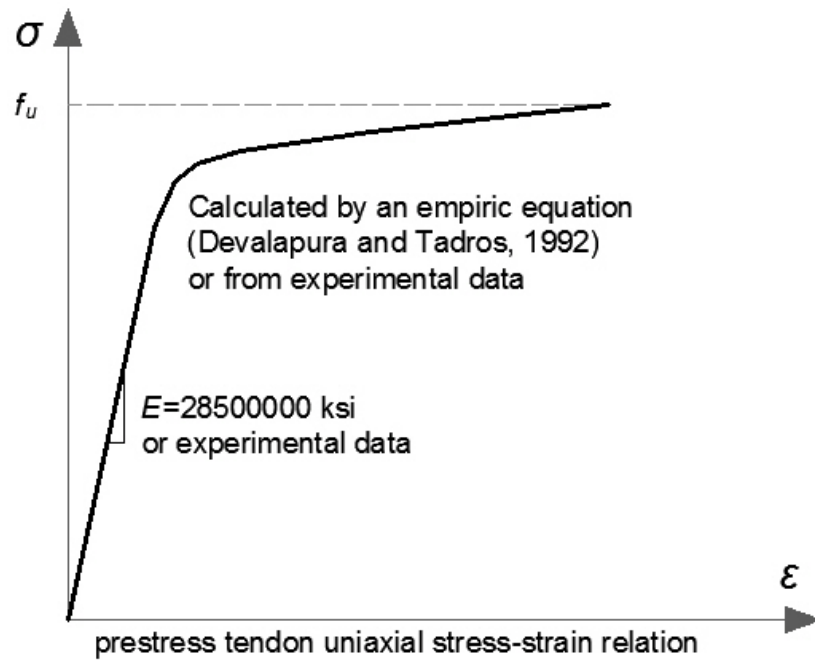 σ
fu
Calculated by an empiric equation
(Devalapura and Tadros, 1992)
or from experimental data
E=28500000 ksi
or experimental data
ε
prestress tendon uniaxial stress-strain relation